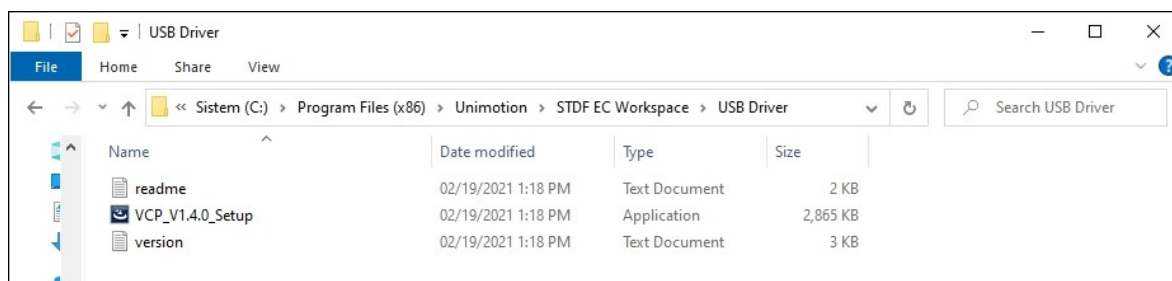 USB Driver
File Home Share View
« Sistem (C:) > Program Files (x86) > Unimotion > STDF EC Workspace > USB Driver Search USB Driver
Name Date modified Type Size
readme 02/19/2021 1:18 PM Text Document 2 KB
VCP_V1.4.0_Setup 02/19/2021 1:18 PM Application 2,865 KB
version 02/19/2021 1:18 PM Text Document 3 KB